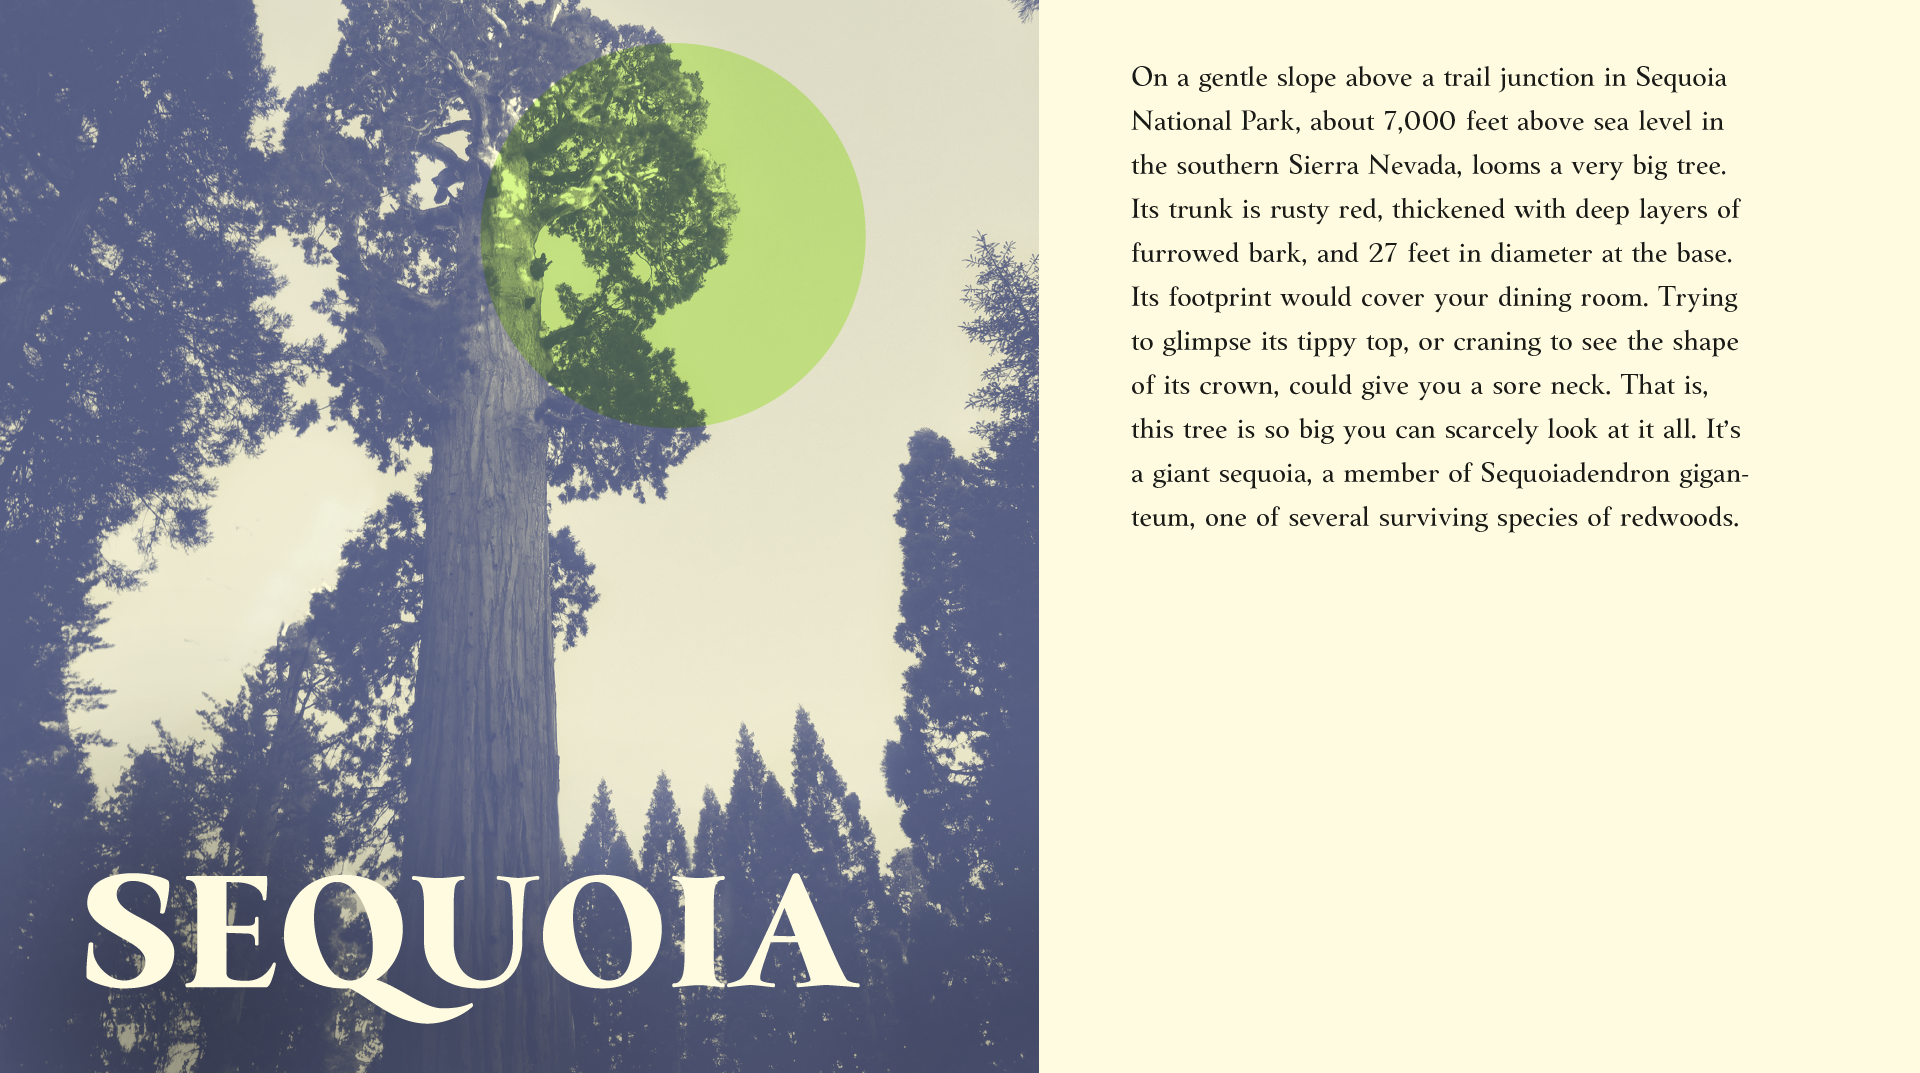 SEQUOIA
On a gentle slope above a trail junction in Sequoia
National Park, about 7,000 feet above sea level in
the southern Sierra Nevada, looms a very big tree.
Its trunk is rusty red, thickened with deep layers of
furrowed bark, and 27 feet in diameter at the base.
Its footprint would cover your dining room. Trying
to glimpse its tippy top, or craning to see the shape
of its crown, could give you a sore neck. That is,
this tree is so big you can scarcely look at it all. It’s
a giant sequoia, a member of Sequoiadendron gigan-
teum, one of several surviving species of redwoods.